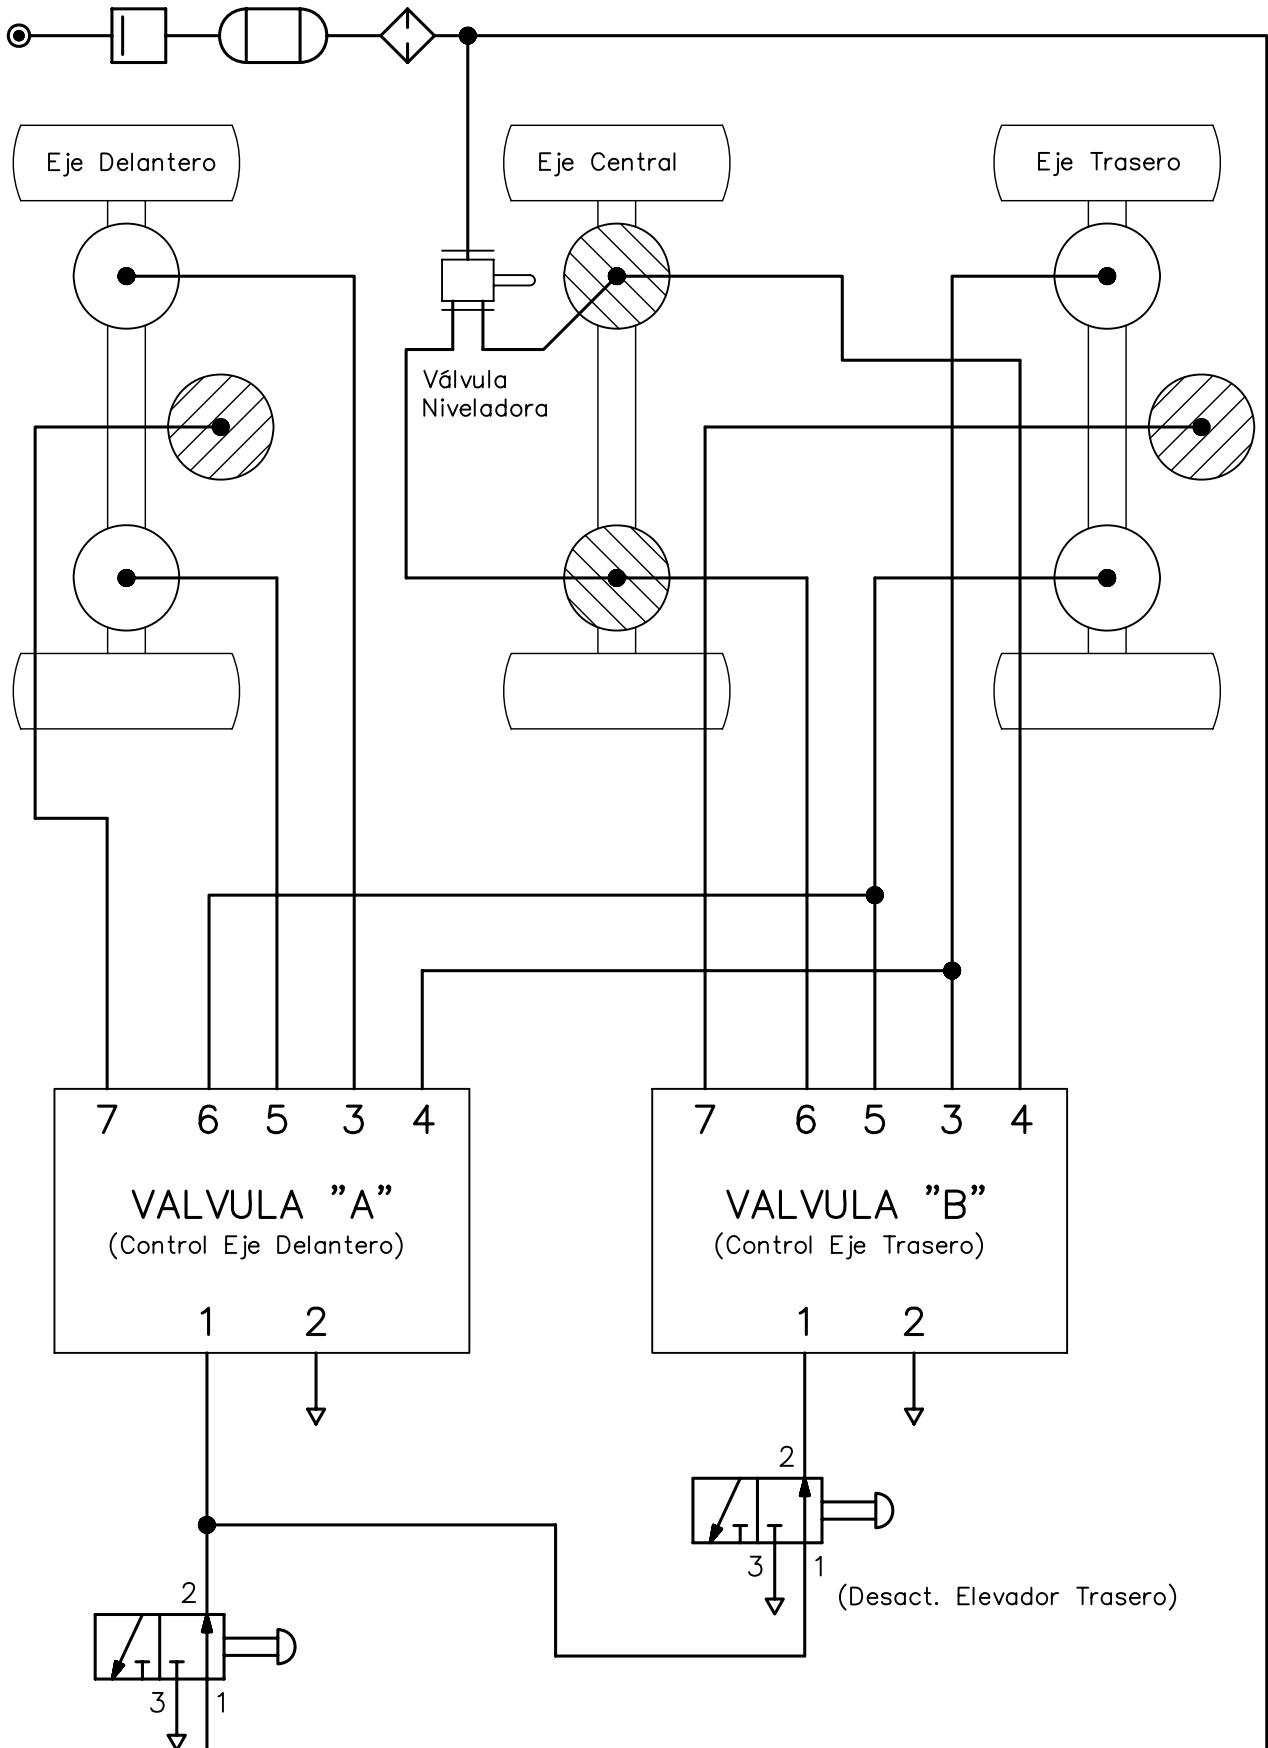 Eje Delantero
Eje Central
Eje Trasero
Válvula
Niveladora
7 6 5 3 4
7 6 5 3 4
VALVULA "A"
(Control Eje Delantero)
VALVULA "B"
(Control Eje Trasero)
1 2
1 2
2
3 1
(Desact. Elevador Trasero)
2
3 1